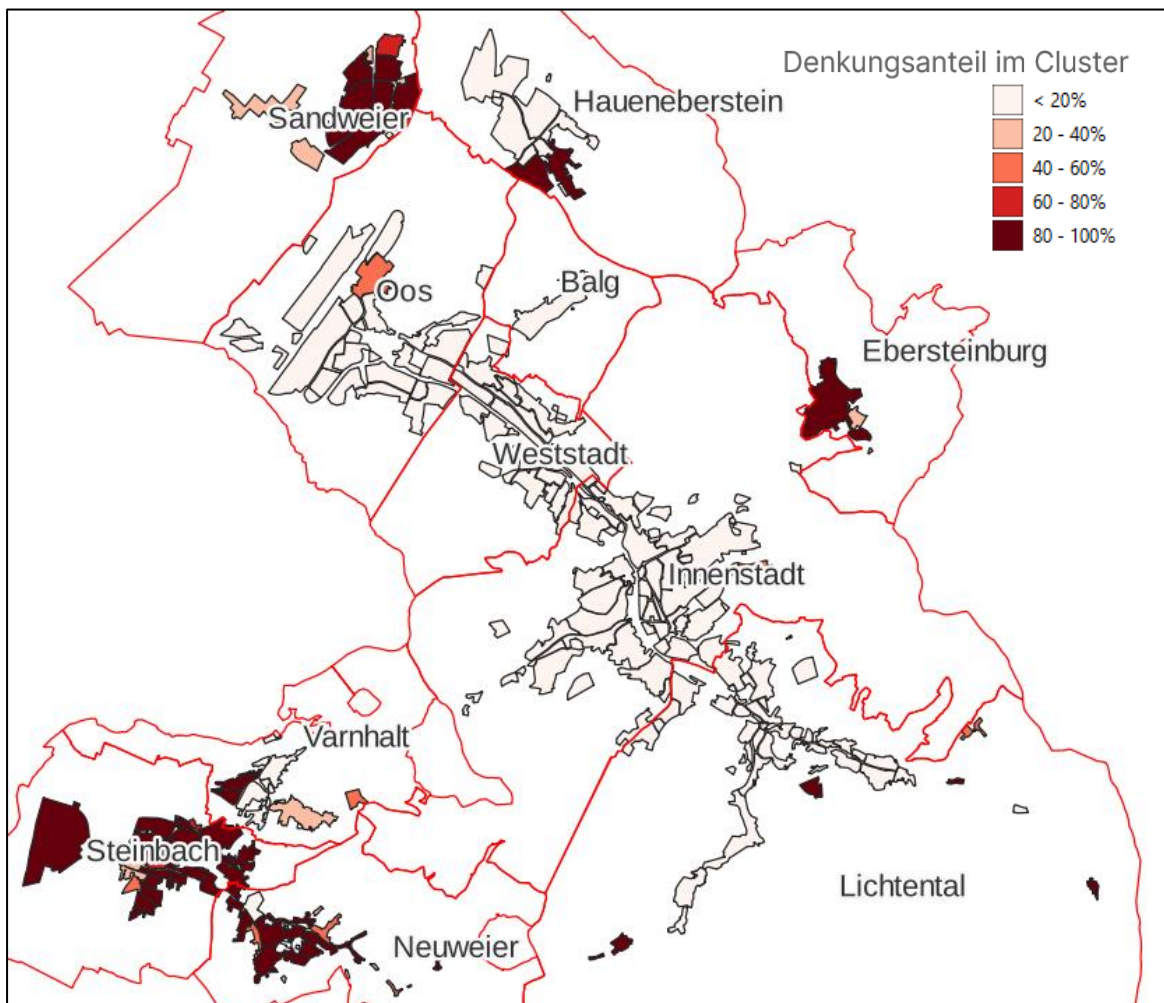 Denkungsanteil im Cluster
< 20%
20 - 40%
40 - 60%
60 - 80%
80 - 100%
Haueneberstein
Sandweier
Balg
Oos
Ebersteinburg
Weststadt
Innenstadt
Varnhalt
Steinbach
Lichtental
Neuweier